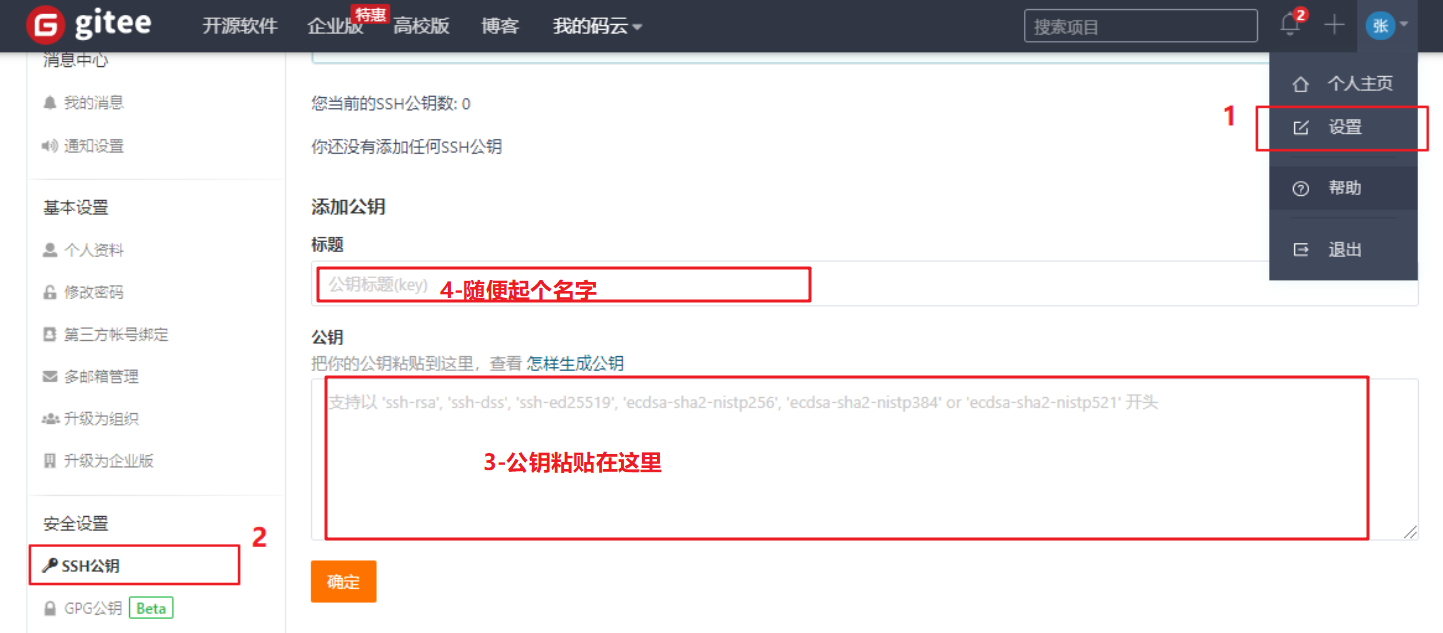 gitee 开源软件 企业版 特惠 高校版 博客 我的码云 搜索项目 2 张
消息中心
我的消息
通知设置
基本设置
个人资料
修改密码
第三方帐号绑定
多邮箱管理
升级为组织
升级为企业版
安全设置
SSH公钥
2
GPG公钥 Beta
您当前的SSH公钥数: 0
你还没有添加任何SSH公钥
添加公钥
标题
公钥标题(key) 4-随便起个名字
公钥
把你的公钥粘贴到这里，查看 怎样生成公钥
支持以 'ssh-rsa', 'ssh-dss', 'ssh-ed25519', 'ecdsa-sha2-nistp256', 'ecdsa-sha2-nistp384' or 'ecdsa-sha2-nistp521' 开头
3-公钥粘贴在这里
确定
个人主页
1
设置
帮助
退出